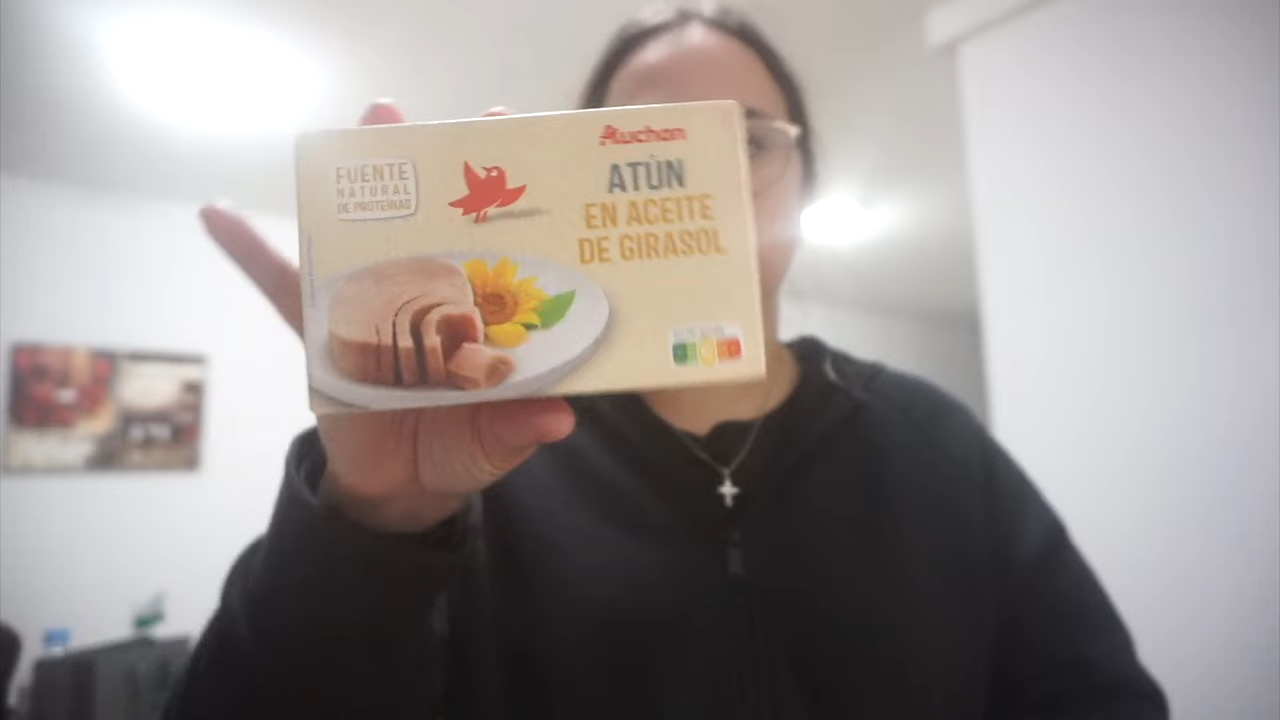 Auchan
FUENTE
NATURAL
DE PROTEÍNAS
ATÚN
EN ACEITE
DE GIRASOL